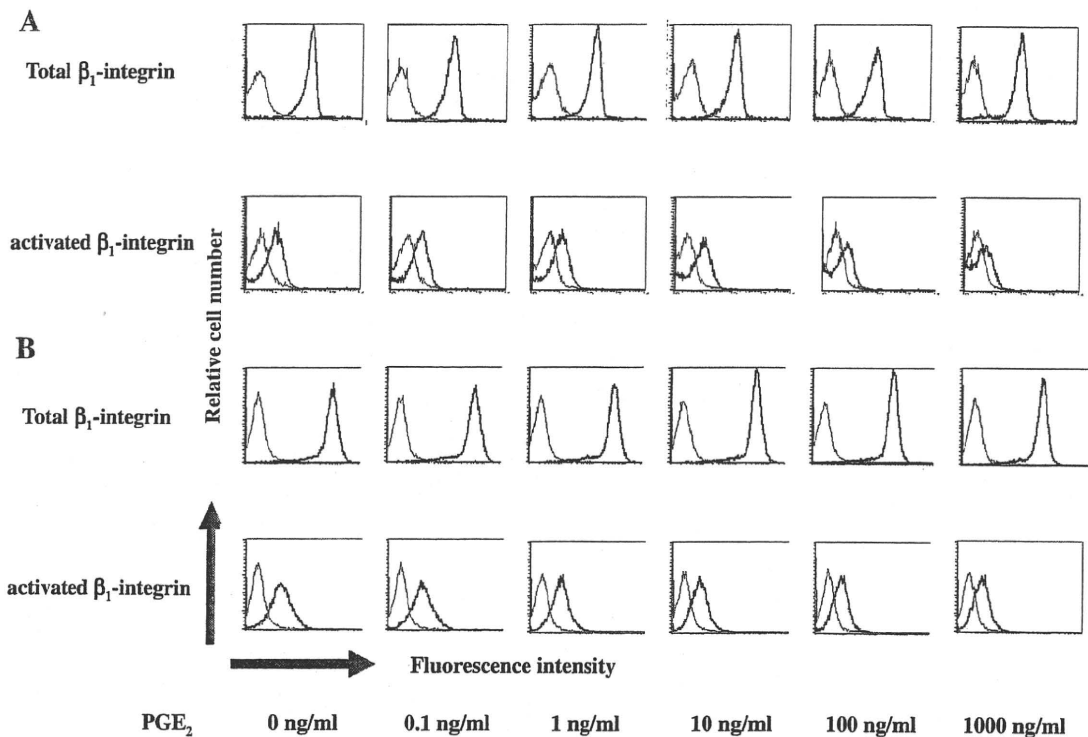 A
Total β₁-integrin
activated β₁-integrin
Relative cell number
B
Total β₁-integrin
activated β₁-integrin
Fluorescence intensity
PGE₂ 0 ng/ml 0.1 ng/ml 1 ng/ml 10 ng/ml 100 ng/ml 1000 ng/ml